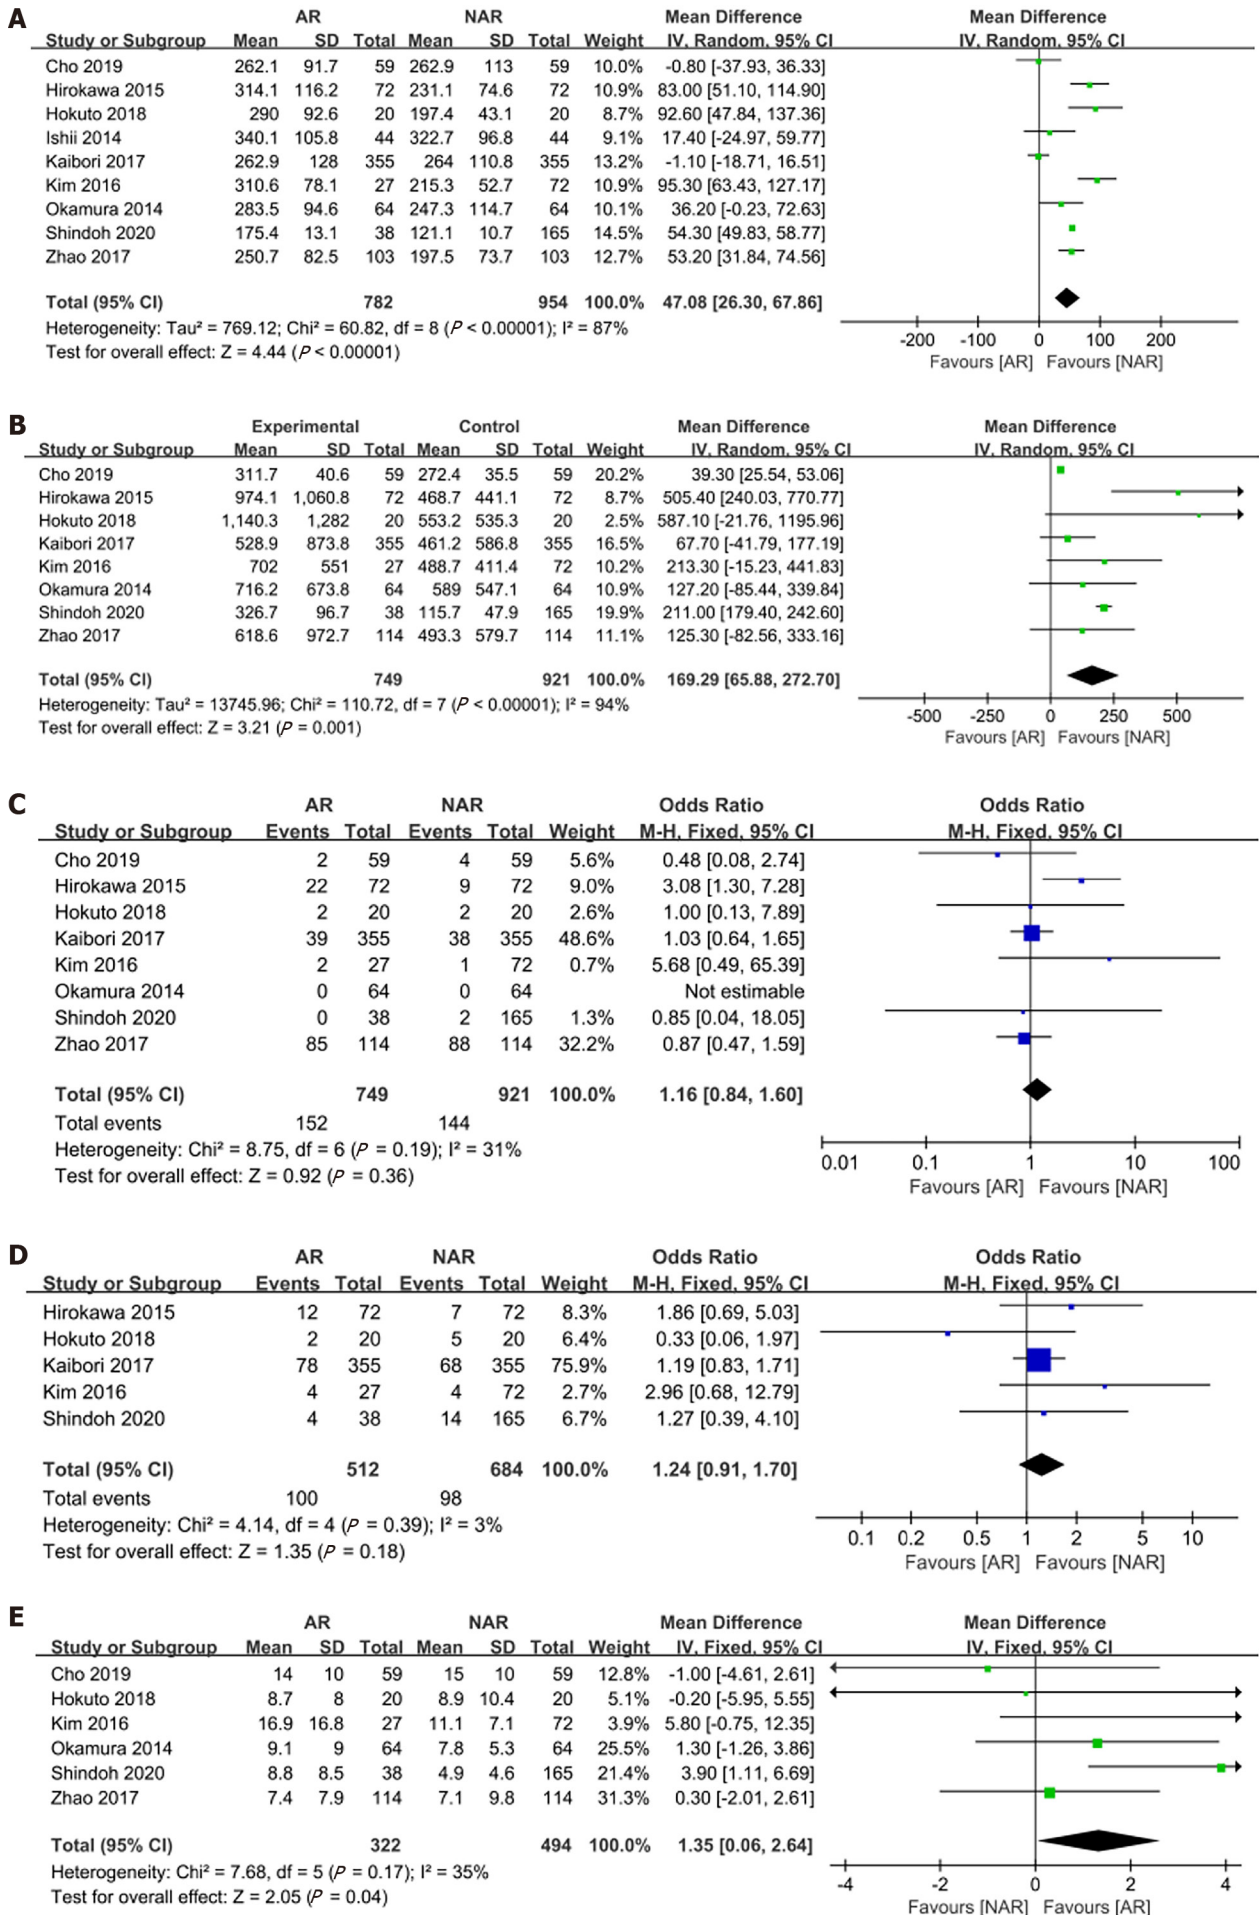 A
AR NAR Mean Difference Mean Difference
Study or Subgroup Mean SD Total Mean SD Total Weight IV, Random, 95% CI IV, Random, 95% CI
Cho 2019 262.1 91.7 59 262.9 113 59 10.0% -0.80 [-37.93, 36.33]
Hirokawa 2015 314.1 116.2 72 231.1 74.6 72 10.9% 83.00 [51.10, 114.90]
Hokuto 2018 290 92.6 20 197.4 43.1 20 8.7% 92.60 [47.84, 137.36]
Ishii 2014 340.1 105.8 44 322.7 96.8 44 9.1% 17.40 [-24.97, 59.77]
Kaibori 2017 262.9 128 355 264 110.8 355 13.2% -1.10 [-18.71, 16.51]
Kim 2016 310.6 78.1 27 215.3 52.7 72 10.9% 95.30 [63.43, 127.17]
Okamura 2014 283.5 94.6 64 247.3 114.7 64 10.1% 36.20 [-0.23, 72.63]
Shindoh 2020 175.4 13.1 38 121.1 10.7 165 14.5% 54.30 [49.83, 58.77]
Zhao 2017 250.7 82.5 103 197.5 73.7 103 12.7% 53.20 [31.84, 74.56]
Total (95% CI) 782 954 100.0% 47.08 [26.30, 67.86]
Heterogeneity: Tau² = 769.12; Chi² = 60.82, df = 8 (P < 0.00001); I² = 87%
Test for overall effect: Z = 4.44 (P < 0.00001)
-200 -100 0 100 200
Favours [AR] Favours [NAR]
B
Experimental Control Mean Difference Mean Difference
Study or Subgroup Mean SD Total Mean SD Total Weight IV, Random, 95% CI IV, Random, 95% CI
Cho 2019 311.7 40.6 59 272.4 35.5 59 20.2% 39.30 [25.54, 53.06]
Hirokawa 2015 974.1 1,060.8 72 468.7 441.1 72 8.7% 505.40 [240.03, 770.77]
Hokuto 2018 1,140.3 1,282 20 553.2 535.3 20 2.5% 587.10 [-21.76, 1195.96]
Kaibori 2017 528.9 873.8 355 461.2 586.8 355 16.5% 67.70 [-41.79, 177.19]
Kim 2016 702 551 27 488.7 411.4 72 10.2% 213.30 [-15.23, 441.83]
Okamura 2014 716.2 673.8 64 589 547.1 64 10.9% 127.20 [-85.44, 339.84]
Shindoh 2020 326.7 96.7 38 115.7 47.9 165 19.9% 211.00 [179.40, 242.60]
Zhao 2017 618.6 972.7 114 493.3 579.7 114 11.1% 125.30 [-82.56, 333.16]
Total (95% CI) 749 921 100.0% 169.29 [65.88, 272.70]
Heterogeneity: Tau² = 13745.96; Chi² = 110.72, df = 7 (P < 0.00001); I² = 94%
Test for overall effect: Z = 3.21 (P = 0.001)
-500 -250 0 250 500
Favours [AR] Favours [NAR]
C
AR NAR Odds Ratio Odds Ratio
Study or Subgroup Events Total Events Total Weight M-H, Fixed, 95% CI M-H, Fixed, 95% CI
Cho 2019 2 59 4 59 5.6% 0.48 [0.08, 2.74]
Hirokawa 2015 22 72 9 72 9.0% 3.08 [1.30, 7.28]
Hokuto 2018 2 20 2 20 2.6% 1.00 [0.13, 7.89]
Kaibori 2017 39 355 38 355 48.6% 1.03 [0.64, 1.65]
Kim 2016 2 27 1 72 0.7% 5.68 [0.49, 65.39]
Okamura 2014 0 64 0 64 Not estimable
Shindoh 2020 0 38 2 165 1.3% 0.85 [0.04, 18.05]
Zhao 2017 85 114 88 114 32.2% 0.87 [0.47, 1.59]
Total (95% CI) 749 921 100.0% 1.16 [0.84, 1.60]
Total events 152 144
Heterogeneity: Chi² = 8.75, df = 6 (P = 0.19); I² = 31%
Test for overall effect: Z = 0.92 (P = 0.36)
0.01 0.1 1 10 100
Favours [AR] Favours [NAR]
D
AR NAR Odds Ratio Odds Ratio
Study or Subgroup Events Total Events Total Weight M-H, Fixed, 95% CI M-H, Fixed, 95% CI
Hirokawa 2015 12 72 7 72 8.3% 1.86 [0.69, 5.03]
Hokuto 2018 2 20 5 20 6.4% 0.33 [0.06, 1.97]
Kaibori 2017 78 355 68 355 75.9% 1.19 [0.83, 1.71]
Kim 2016 4 27 4 72 2.7% 2.96 [0.68, 12.79]
Shindoh 2020 4 38 14 165 6.7% 1.27 [0.39, 4.10]
Total (95% CI) 512 684 100.0% 1.24 [0.91, 1.70]
Total events 100 98
Heterogeneity: Chi² = 4.14, df = 4 (P = 0.39); I² = 3%
Test for overall effect: Z = 1.35 (P = 0.18)
0.1 0.2 0.5 1 2 5 10
Favours [AR] Favours [NAR]
E
AR NAR Mean Difference Mean Difference
Study or Subgroup Mean SD Total Mean SD Total Weight IV, Fixed, 95% CI IV, Fixed, 95% CI
Cho 2019 14 10 59 15 10 59 12.8% -1.00 [-4.61, 2.61]
Hokuto 2018 8.7 8 20 8.9 10.4 20 5.1% -0.20 [-5.95, 5.55]
Kim 2016 16.9 16.8 27 11.1 7.1 72 3.9% 5.80 [-0.75, 12.35]
Okamura 2014 9.1 9 64 7.8 5.3 64 25.5% 1.30 [-1.26, 3.86]
Shindoh 2020 8.8 8.5 38 4.9 4.6 165 21.4% 3.90 [1.11, 6.69]
Zhao 2017 7.4 7.9 114 7.1 9.8 114 31.3% 0.30 [-2.01, 2.61]
Total (95% CI) 322 494 100.0% 1.35 [0.06, 2.64]
Heterogeneity: Chi² = 7.68, df = 5 (P = 0.17); I² = 35%
Test for overall effect: Z = 2.05 (P = 0.04)
-4 -2 0 2 4
Favours [NAR] Favours [AR]